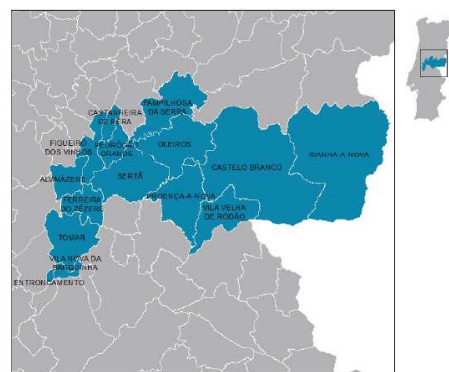 CASTANHEIRA
DE PÊRA
PAMPILHOSA
DA SERRA
FIGUEIRÓ
DOS VINHOS
PEDRÓGÃO
GRANDE
OLEIROS
IDANHA-A-NOVA
CASTELO BRANCO
ALVAIÁZERE
SERTÃ
FERREIRA
DO ZÊZERE
PROENÇA-A-NOVA
VILA VELHA
DE RODÃO
TOMAR
VILA NOVA DA
BARQUINHA
ENTRONCAMENTO